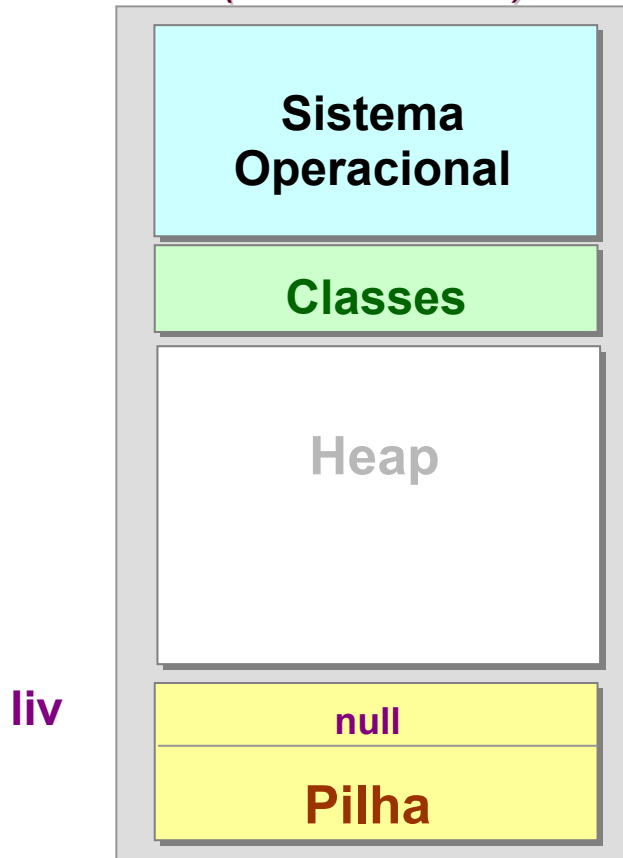 Sistema
Operacional
Classes
Heap
liv
null
Pilha